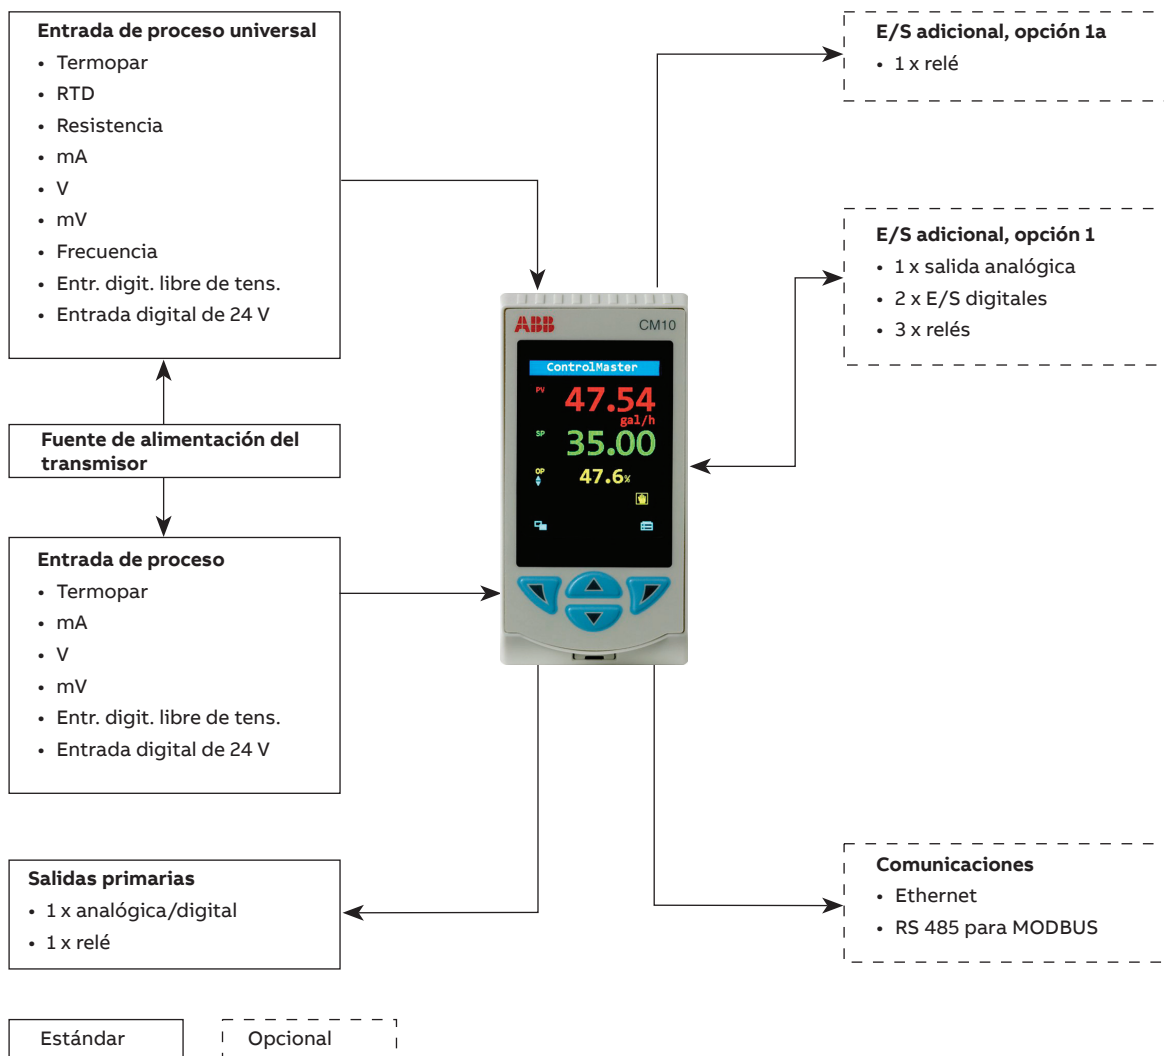 Entrada de proceso universal
• Termopar
• RTD
• Resistencia
• mA
• V
• mV
• Frecuencia
• Entr. digit. libre de tens.
• Entrada digital de 24 V
Fuente de alimentación del
transmisor
Entrada de proceso
• Termopar
• mA
• V
• mV
• Entr. digit. libre de tens.
• Entrada digital de 24 V
Salidas primarias
• 1 x analógica/digital
• 1 x relé
ABB
CM10
ControlMaster
PV
47.54
gal/h
SP
35.00
OP
47.6%
E/S adicional, opción 1a
• 1 x relé
E/S adicional, opción 1
• 1 x salida analógica
• 2 x E/S digitales
• 3 x relés
Comunicaciones
• Ethernet
• RS 485 para MODBUS
Estándar
Opcional